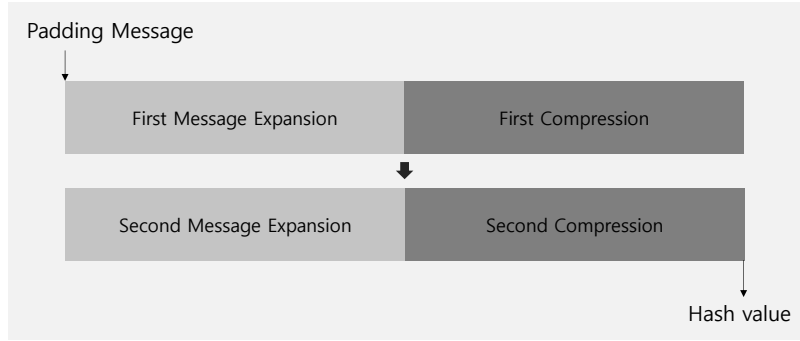 Padding Message
First Message Expansion
First Compression
Second Message Expansion
Second Compression
Hash value